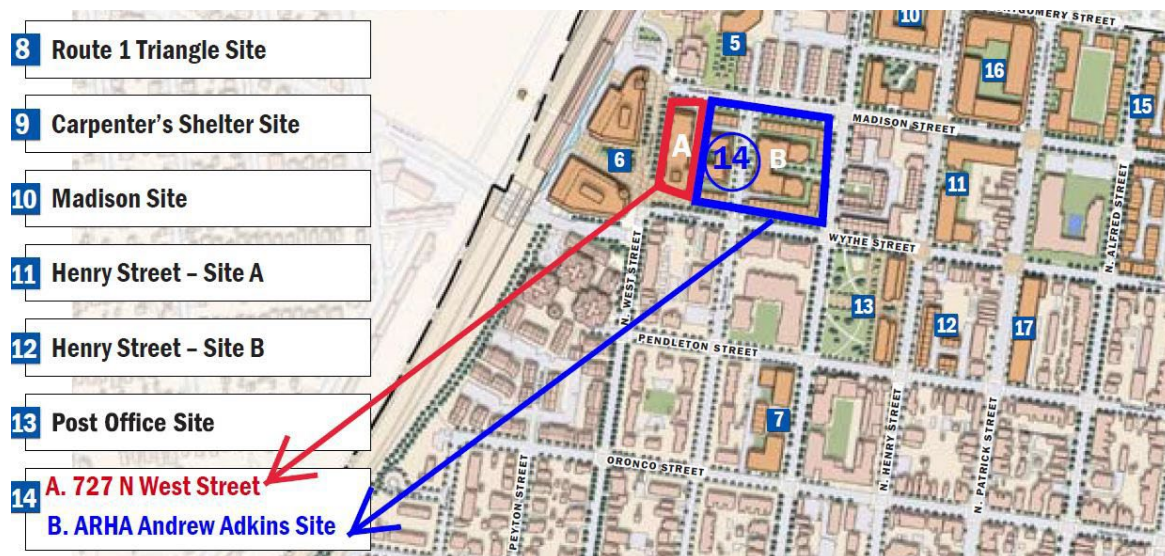 8 Route 1 Triangle Site
9 Carpenter's Shelter Site
10 Madison Site
11 Henry Street – Site A
12 Henry Street – Site B
13 Post Office Site
14 A. 727 N West Street
B. ARHA Andrew Adkins Site
10
5
16
15
MADISON STREET
A
14
B
6
11
N. ALFRED STREET
WYTHE STREET
N. WEST STREET
13
12
17
PENDLETON STREET
7
N. HENRY STREET
N. PATRICK STREET
ORONCO STREET
PEYTON STREET